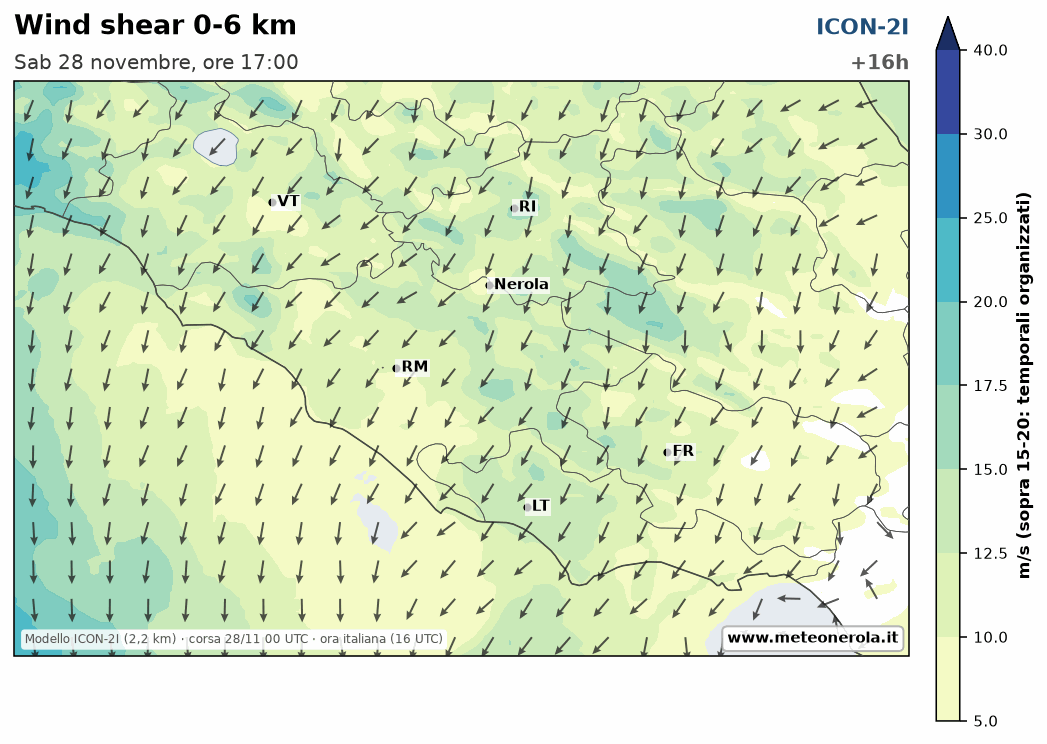 Wind shear 0-6 km
ICON-2I
Sab 28 novembre, ore 17:00
+16h
VT
RI
Nerola
RM
FR
LT
Modello ICON-2I (2,2 km) · corsa 28/11 00 UTC · ora italiana (16 UTC)
www.meteonerola.it
40.0
30.0
25.0
20.0
17.5
15.0
12.5
10.0
5.0
m/s (sopra 15-20: temporali organizzati)